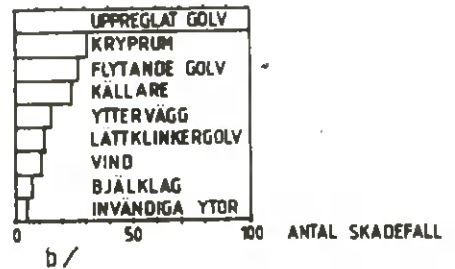 UPPREGLAT GOLV
KRYPRUM
FLYTANDE GOLV
KÄLLARE
YTTERVÄGG
LÄTTKLINKERGOLV
VIND
BJÄLKLAG
INVÄNDIGA YTOR
0 50 100 ANTAL SKADEFALL
b/